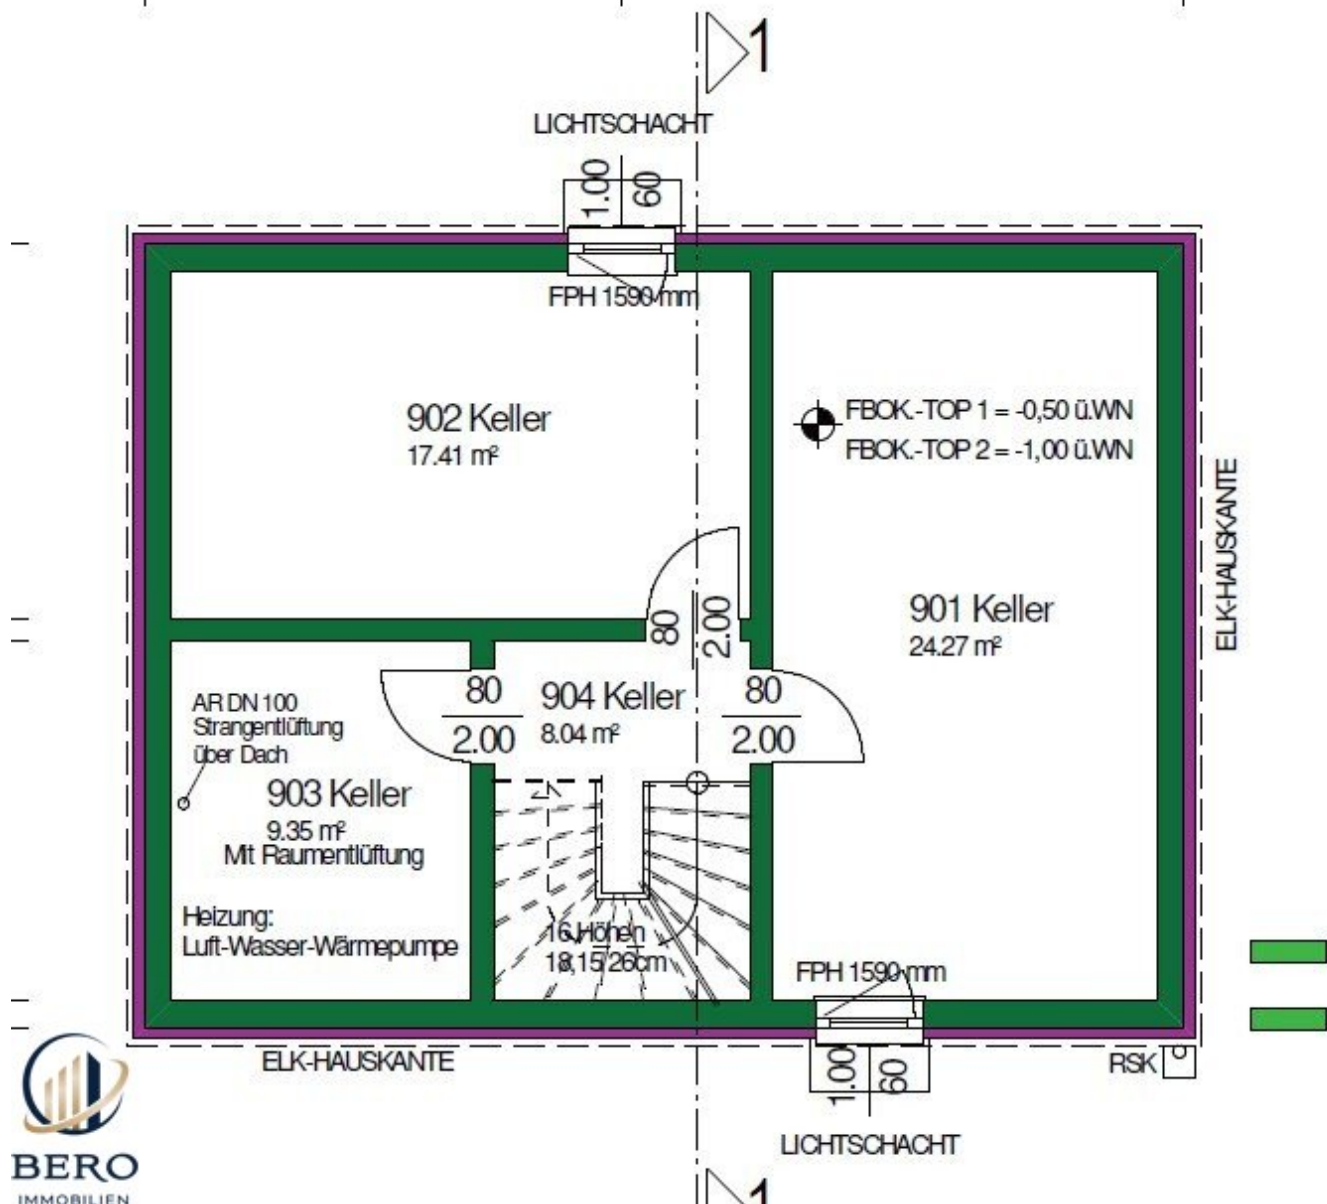 1
LICHTSCHACHT
1.00
60
FPH 1590 mm
902 Keller
17.41 m²
FBOK.-TOP 1 = -0,50 ü.WN
FBOK.-TOP 2 = -1,00 ü.WN
ELK-HAUSKANTE
80
2.00
901 Keller
24.27 m²
AR DN 100
Strangentlüftung
über Dach
80
2.00
904 Keller
8.04 m²
80
2.00
903 Keller
9.35 m²
Mit Raumentlüftung
Heizung:
Luft-Wasser-Wärmepumpe
16 Höhen
18,15/26cm
FPH 1590 mm
ELK-HAUSKANTE
1.00
60
RSK
LICHTSCHACHT
1
BERO
IMMOBILIEN